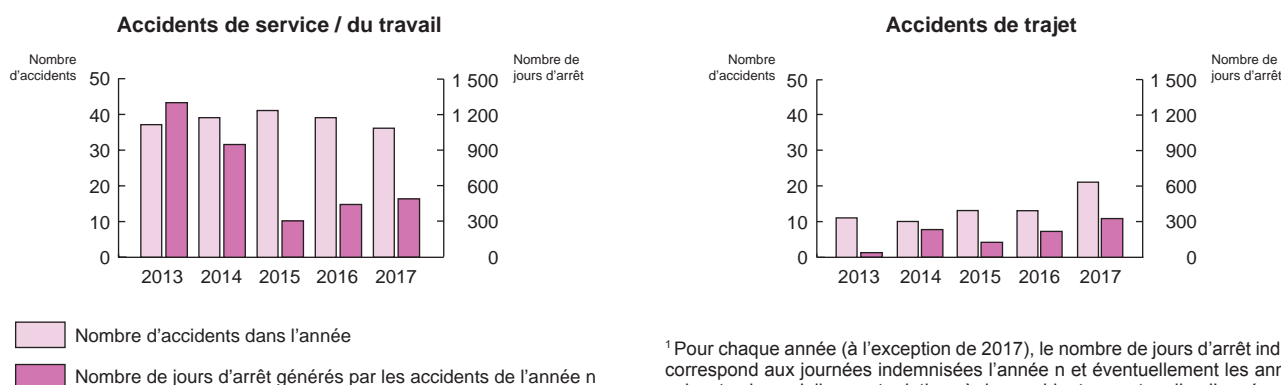 Accidents de service / du travail
Nombre d'accidents
Nombre de jours d'arrêt
50
40
30
20
10
0
1 500
1 200
900
600
300
0
2013 2014 2015 2016 2017
Nombre d'accidents dans l'année
Nombre de jours d'arrêt générés par les accidents de l'année n
Accidents de trajet
Nombre d'accidents
Nombre de jours d'arrêt
50
40
30
20
10
0
1 500
1 200
900
600
300
0
2013 2014 2015 2016 2017
1 Pour chaque année (à l'exception de 2017), le nombre de jours d'arrêt
correspond aux journées indemnisées l'année n et éventuellement les